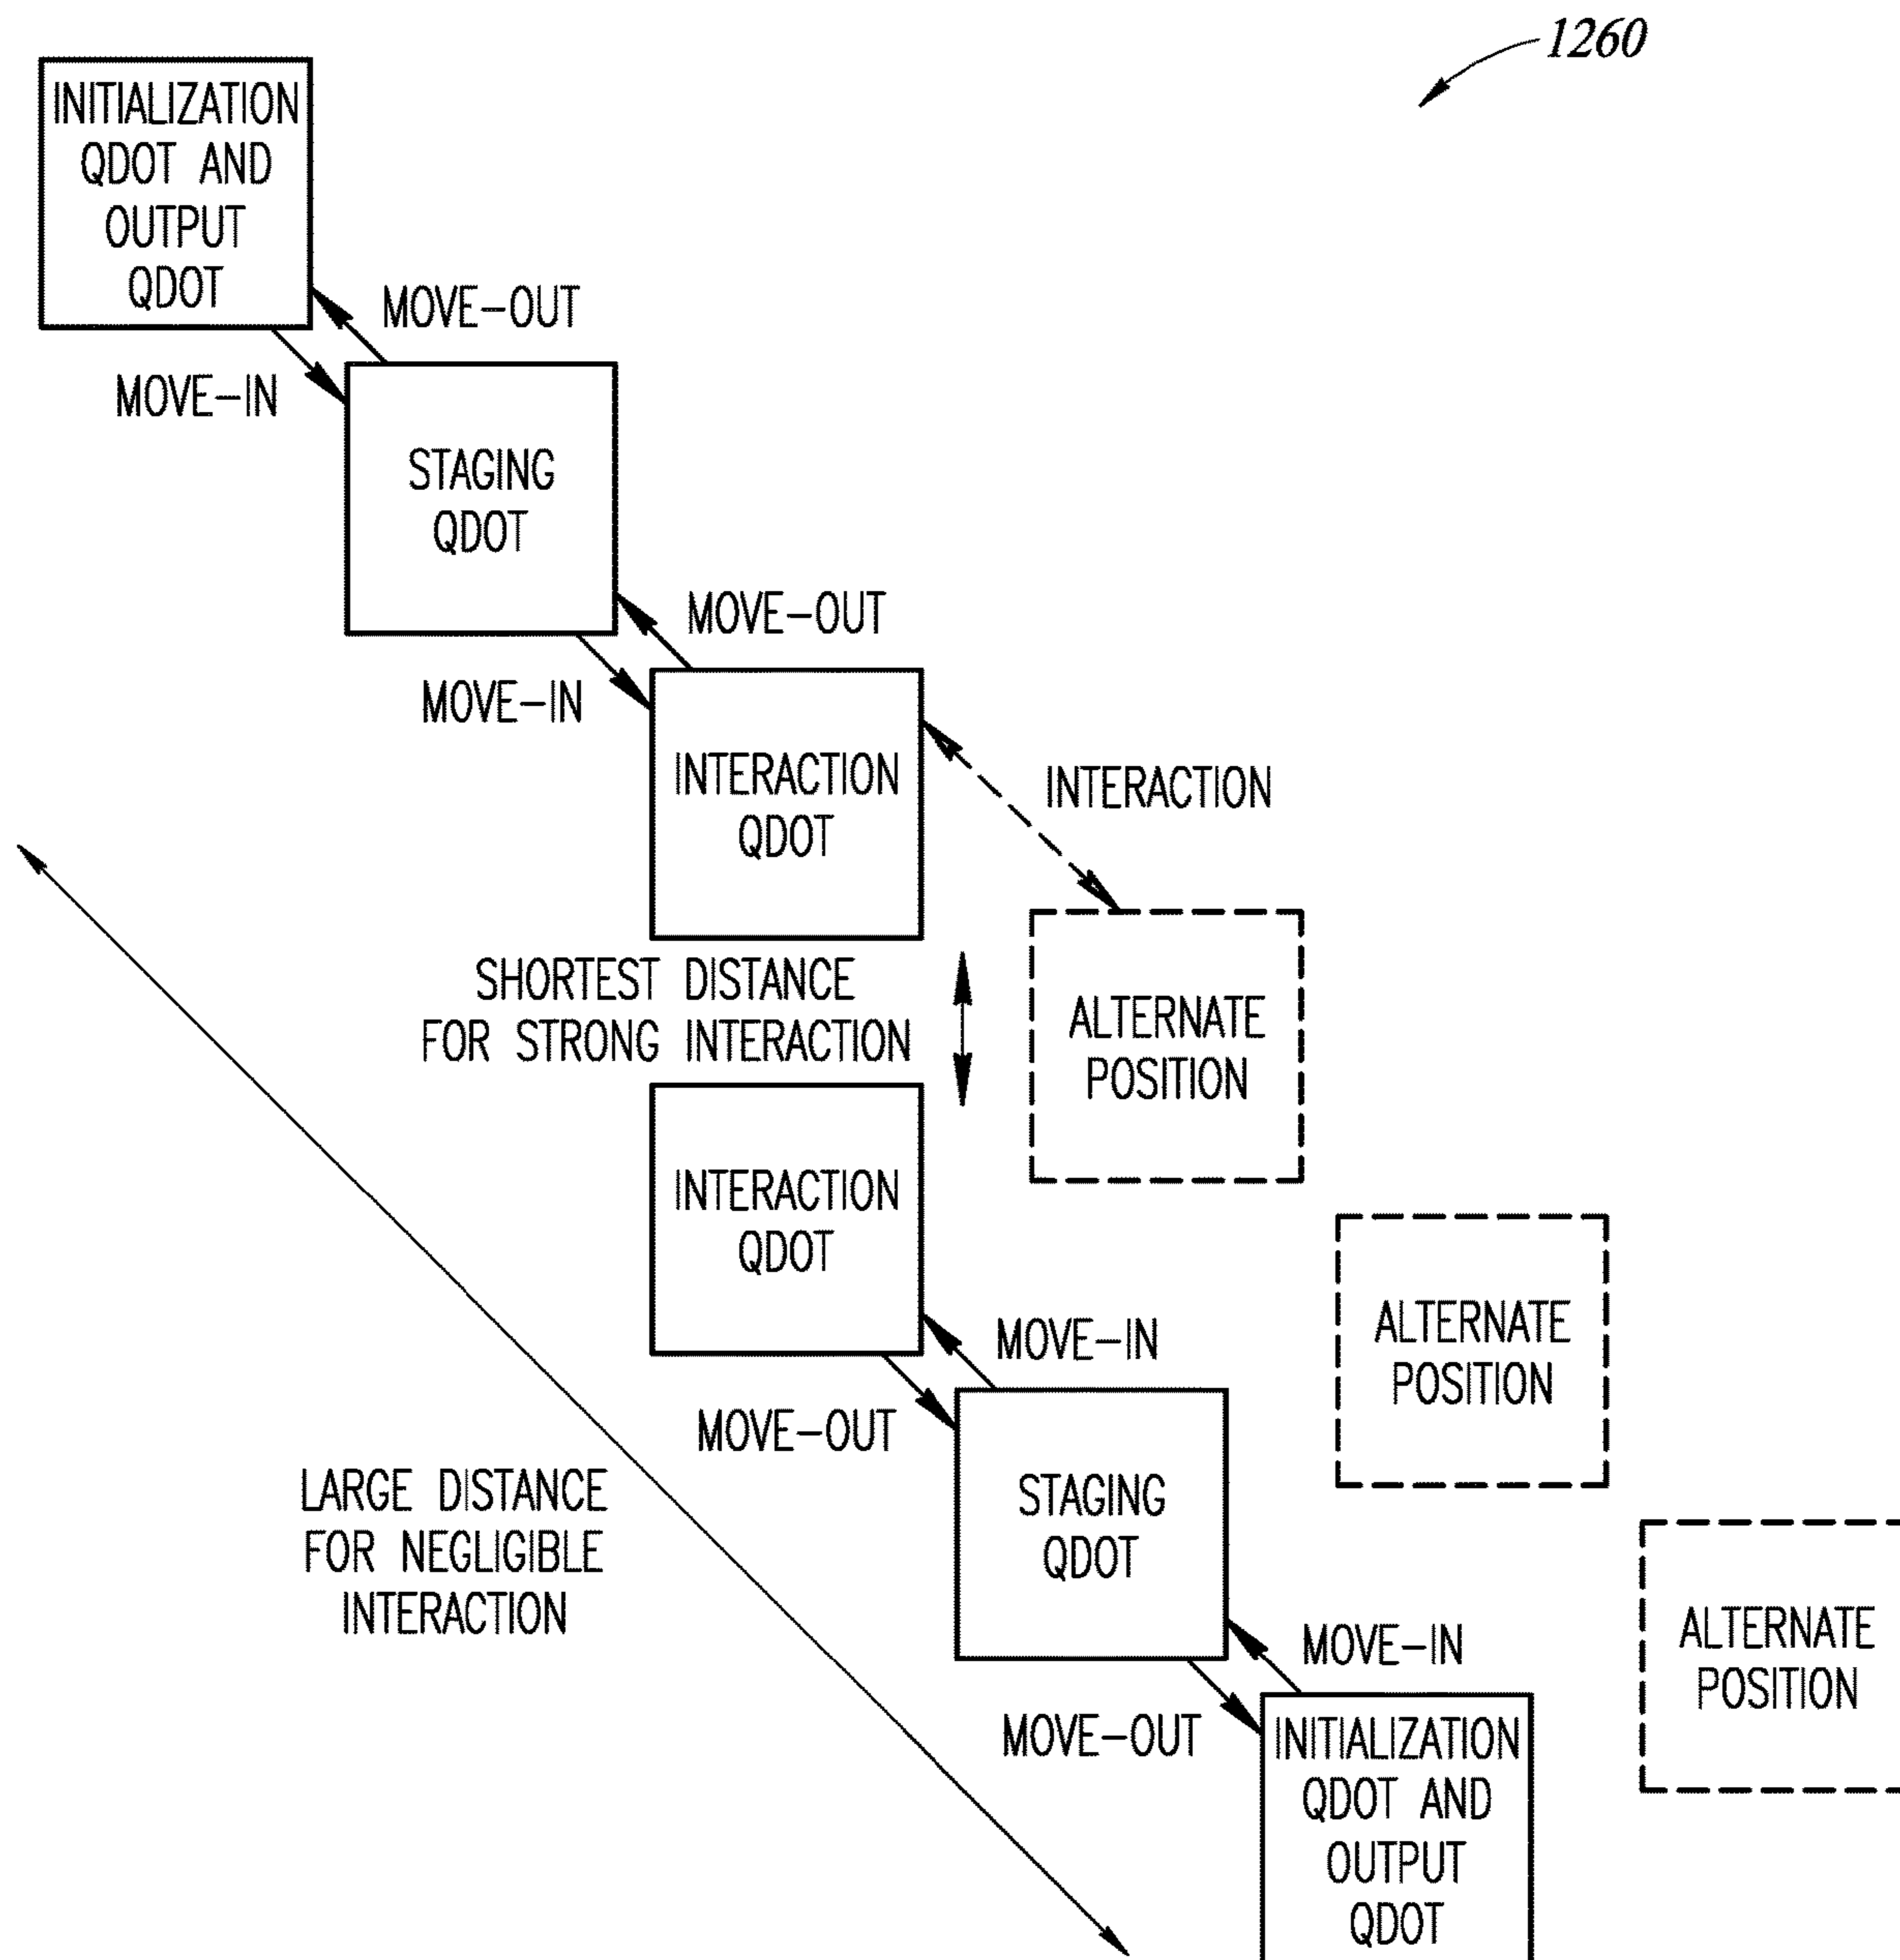 1260
INITIALIZATION
QDOT AND
OUTPUT
QDOT
MOVE-OUT
MOVE-IN
STAGING
QDOT
MOVE-OUT
MOVE-IN
INTERACTION
QDOT
INTERACTION
SHORTEST DISTANCE
FOR STRONG INTERACTION
ALTERNATE
POSITION
INTERACTION
QDOT
ALTERNATE
POSITION
MOVE-IN
MOVE-OUT
LARGE DISTANCE
FOR NEGLIGIBLE
INTERACTION
STAGING
QDOT
ALTERNATE
POSITION
MOVE-IN
MOVE-OUT
INITIALIZATION
QDOT AND
OUTPUT
QDOT